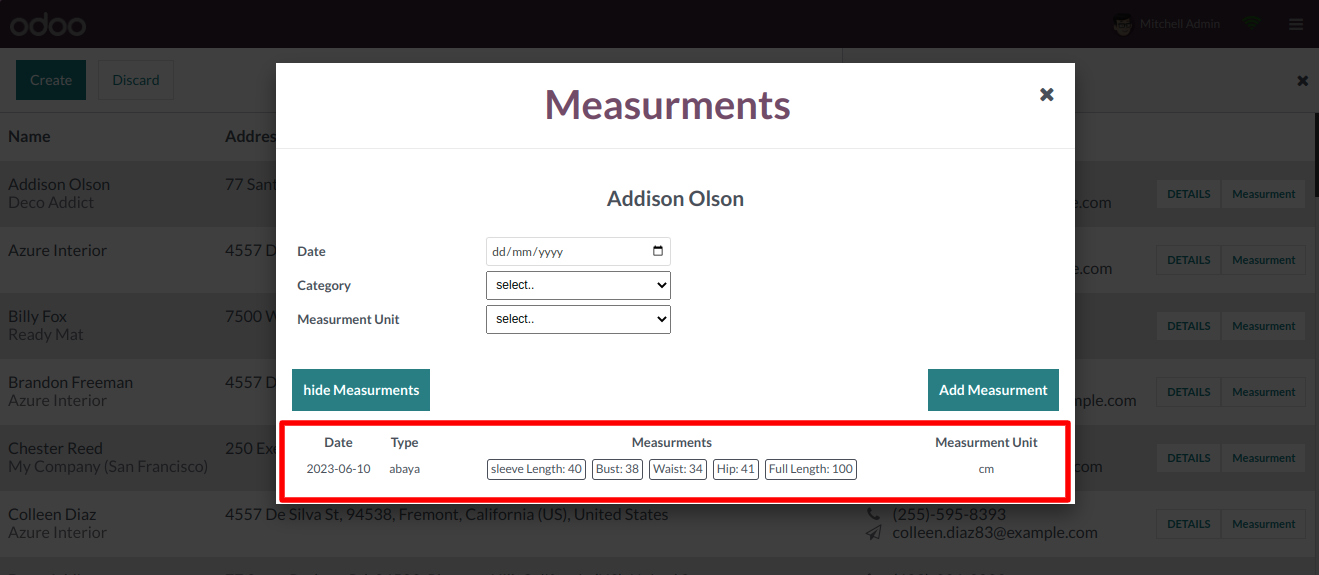 odoo Mitchell Admin
Create Discard
Measurments
Name Addres
Addison Olson
Addison Olson 77 Sant DETAILS Measurment
Deco Addict e.com
Date dd/mm/yyyy
Azure Interior 4557 D DETAILS Measurment
e.com
Category select..
Measurment Unit select..
Billy Fox 7500 W DETAILS Measurment
Ready Mat
Brandon Freeman 4557 D DETAILS Measurment
Azure Interior mple.com
hide Measurments Add Measurment
Date Type Measurments Measurment Unit
Chester Reed 250 Exe DETAILS Measurment
My Company (San Francisco) com
2023-06-10 abaya sleeve Length: 40 Bust: 38 Waist: 34 Hip: 41 Full Length: 100 cm
Colleen Diaz 4557 De Silva St, 94538, Fremont, California (US), United States (255)-595-8393 DETAILS Measurment
Azure Interior colleen.diaz83@example.com